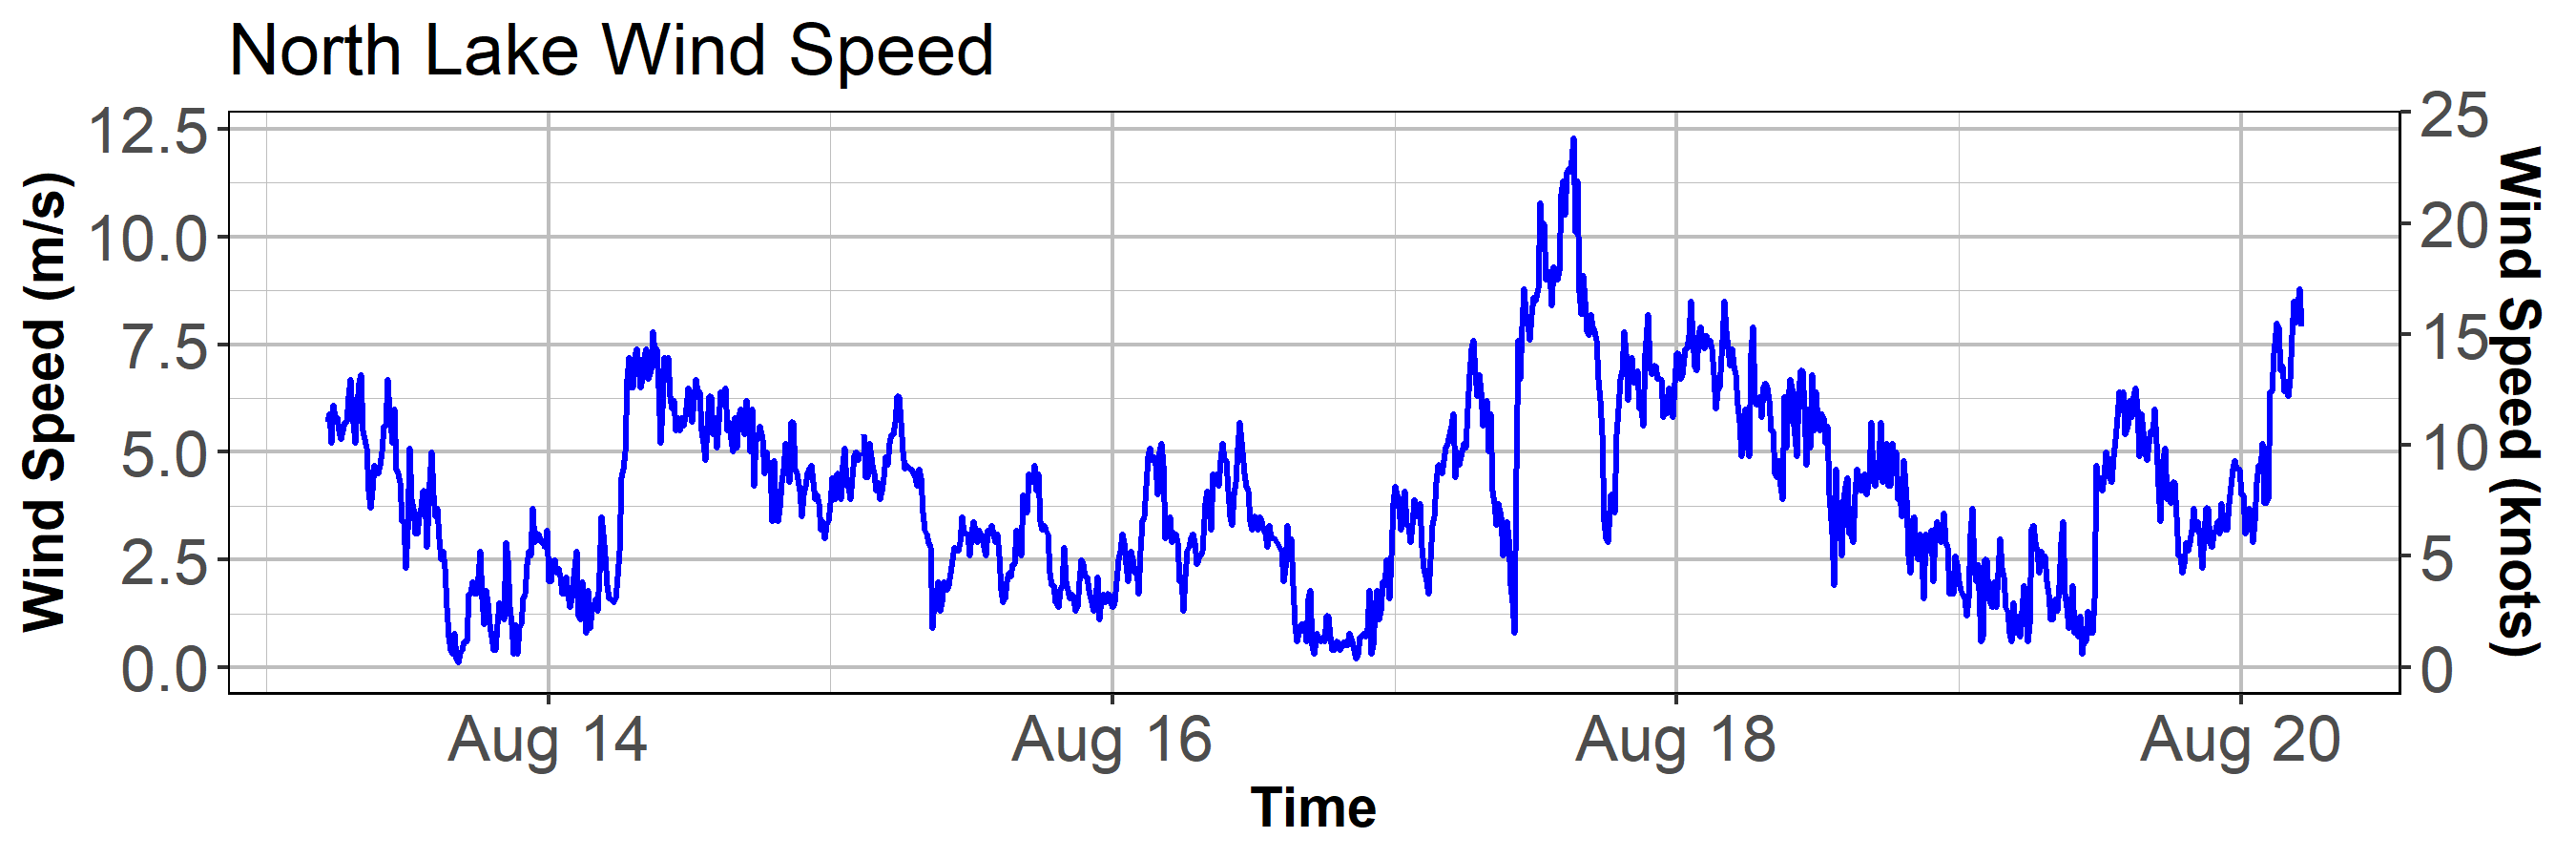 North Lake Wind Speed
Wind Speed (m/s)
12.5
10.0
7.5
5.0
2.5
0.0
25
20
15
10
5
0
Wind Speed (knots)
Aug 14 Aug 16 Aug 18 Aug 20
Time